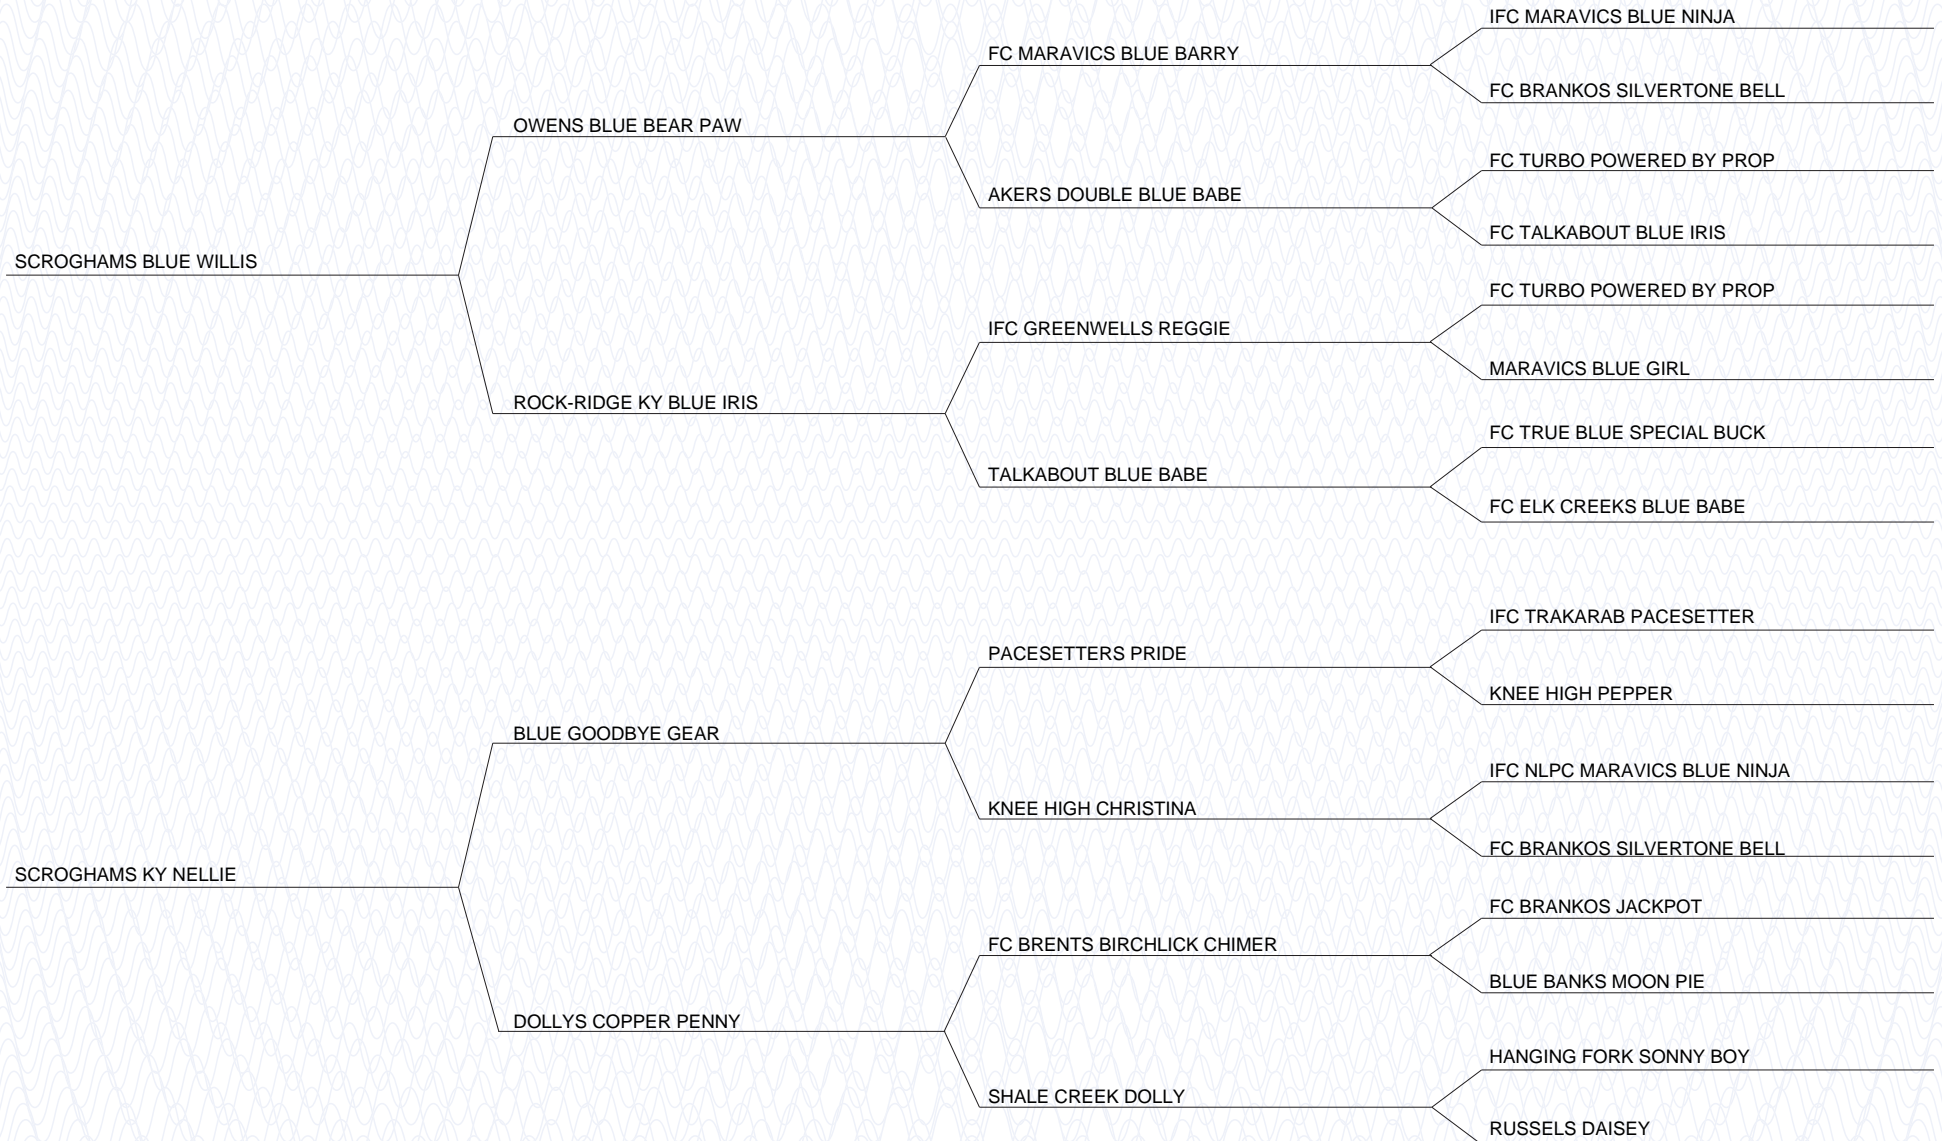 IFC MARAVICS BLUE NINJA
FC MARAVICS BLUE BARRY
FC BRANKOS SILVERTONE BELL
OWENS BLUE BEAR PAW
FC TURBO POWERED BY PROP
AKERS DOUBLE BLUE BABE
FC TALKABOUT BLUE IRIS
SCROGHAMS BLUE WILLIS
FC TURBO POWERED BY PROP
IFC GREENWELLS REGGIE
MARAVICS BLUE GIRL
ROCK-RIDGE KY BLUE IRIS
FC TRUE BLUE SPECIAL BUCK
TALKABOUT BLUE BABE
FC ELK CREEKS BLUE BABE
IFC TRAKARAB PACESETTER
PACESETTERS PRIDE
KNEE HIGH PEPPER
BLUE GOODBYE GEAR
IFC NLPC MARAVICS BLUE NINJA
KNEE HIGH CHRISTINA
FC BRANKOS SILVERTONE BELL
SCROGHAMS KY NELLIE
FC BRANKOS JACKPOT
FC BRENTS BIRCHLICK CHIMER
BLUE BANKS MOON PIE
DOLLYS COPPER PENNY
HANGING FORK SONNY BOY
SHALE CREEK DOLLY
RUSSELS DAISEY